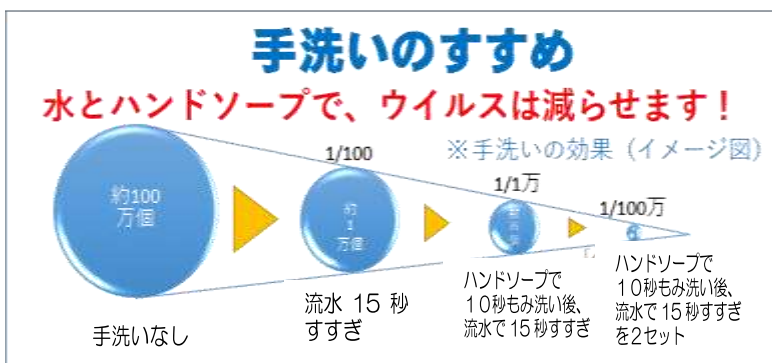 手洗いのすすめ
水とハンドソープで、ウイルスは減らせます！
※手洗いの効果（イメージ図）
約100
万個
手洗いなし
1/100
約
1
万個
流水 15 秒
すすぎ
1/1万
ハンドソープで
10秒もみ洗い後、
流水で15秒すすぎ
1/100万
ハンドソープで
10秒もみ洗い後、
流水で15秒すすぎ
を2セット